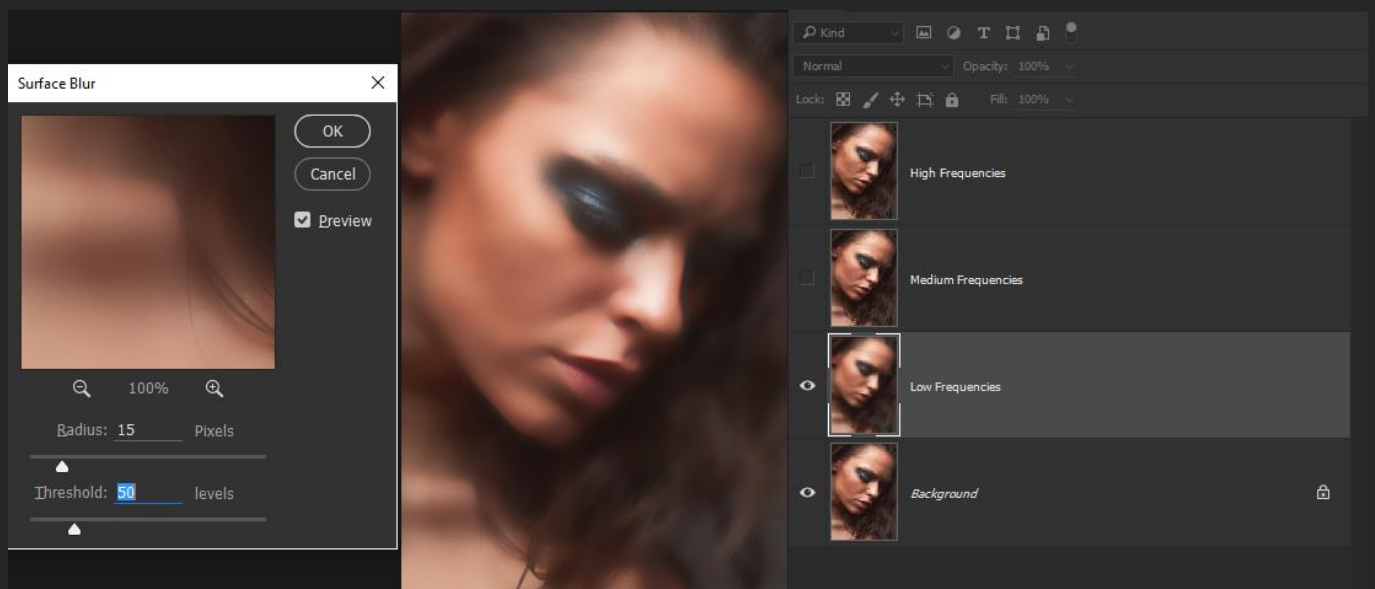 Surface Blur
OK
Cancel
Preview
100%
Radius: 15 Pixels
Threshold: 50 levels
Kind
Normal Opacity: 100%
Lock: Fill: 100%
High Frequencies
Medium Frequencies
Low Frequencies
Background